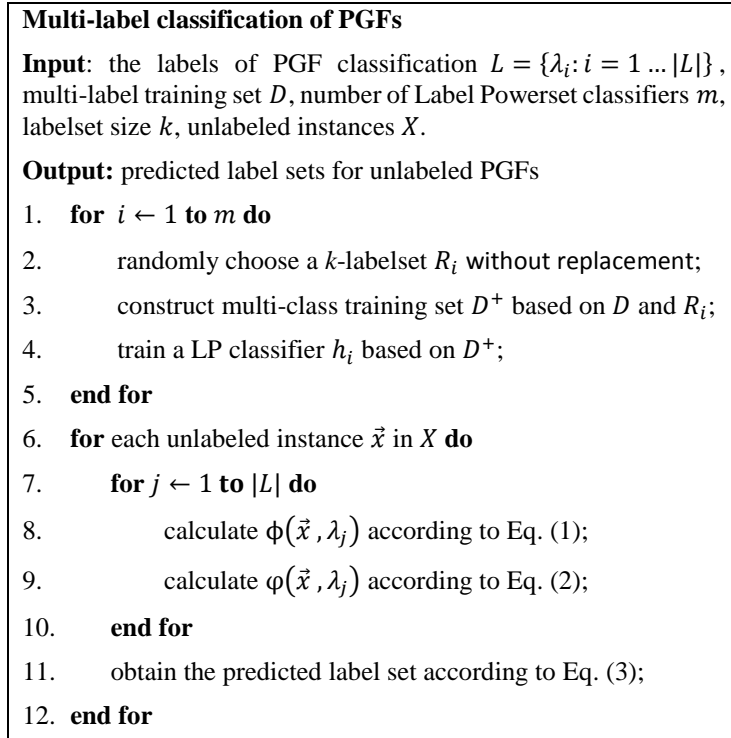 Multi-label classification of PGFs
Input: the labels of PGF classification L = {λᵢ: i = 1 … |L|} ,
multi-label training set D, number of Label Powerset classifiers m,
labelset size k, unlabeled instances X.
Output: predicted label sets for unlabeled PGFs
1. for i ← 1 to m do
2. randomly choose a k-labelset Rᵢ without replacement;
3. construct multi-class training set D⁺ based on D and Rᵢ;
4. train a LP classifier hᵢ based on D⁺;
5. end for
6. for each unlabeled instance x⃗ in X do
7. for j ← 1 to |L| do
8. calculate ϕ(x⃗ , λⱼ) according to Eq. (1);
9. calculate φ(x⃗ , λⱼ) according to Eq. (2);
10. end for
11. obtain the predicted label set according to Eq. (3);
12. end for